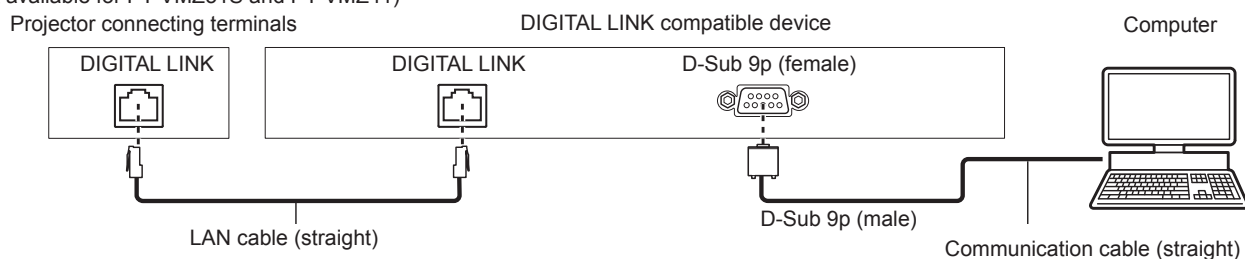 Projector connecting terminals
DIGITAL LINK compatible device
Computer
DIGITAL LINK
DIGITAL LINK
D-Sub 9p (female)
D-Sub 9p (male)
LAN cable (straight)
Communication cable (straight)